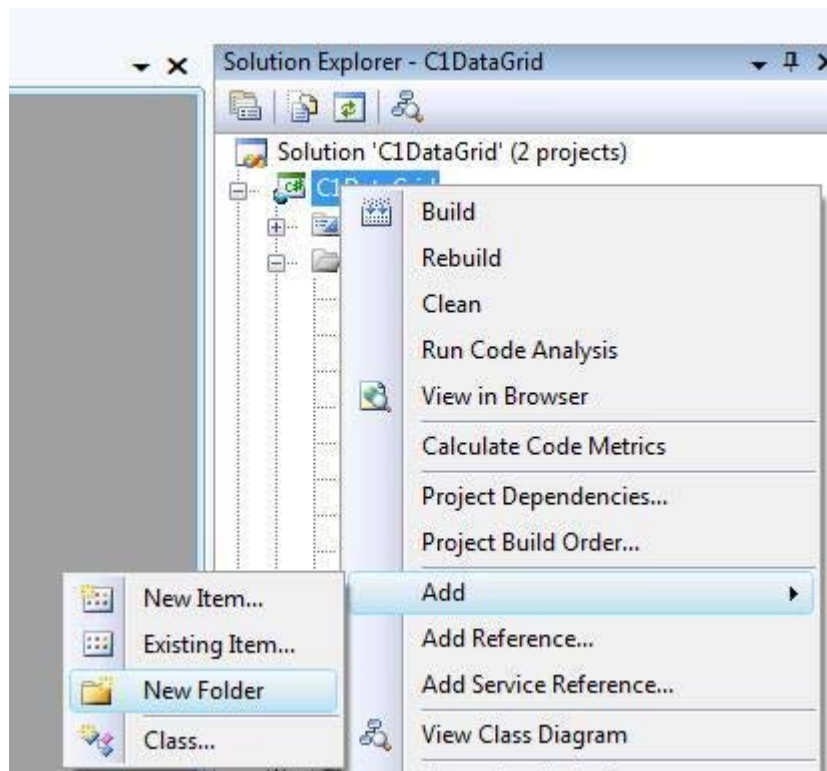 Solution Explorer - C1DataGrid
Solution 'C1DataGrid' (2 projects)
C1DataGrid
Build
Rebuild
Clean
Run Code Analysis
View in Browser
Calculate Code Metrics
Project Dependencies...
Project Build Order...
Add
Add Reference...
Add Service Reference...
View Class Diagram
New Item...
Existing Item...
New Folder
Class...